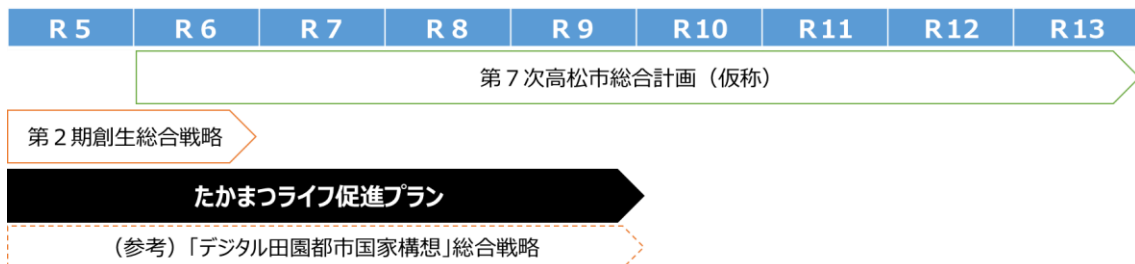 R5 R6 R7 R8 R9 R10 R11 R12 R13
第7次高松市総合計画（仮称）
第2期創生総合戦略
たかまつライフ促進プラン
（参考）「デジタル田園都市国家構想」総合戦略